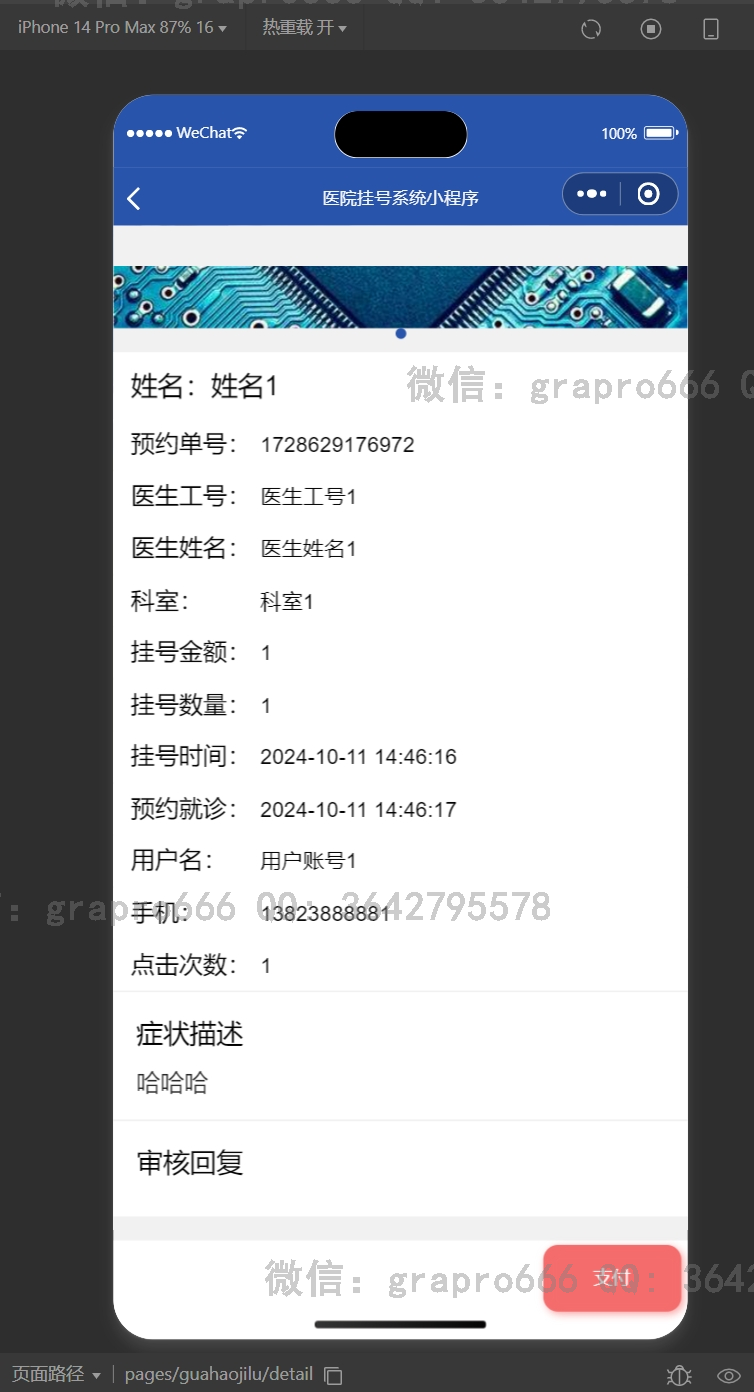 iPhone 14 Pro Max 87% 16
热重载 开
WeChat
100%
医院挂号系统小程序
姓名：姓名1
微信：grapro666 Q
预约单号： 1728629176972
医生工号： 医生工号1
医生姓名： 医生姓名1
科室： 科室1
挂号金额： 1
挂号数量： 1
挂号时间： 2024-10-11 14:46:16
预约就诊： 2024-10-11 14:46:17
用户名： 用户账号1
：grapro666 QQ：3642795578
手机： 13823888881
点击次数： 1
症状描述
哈哈哈
审核回复
支付
微信：grapro666 QQ：3642
页面路径
pages/guahaojilu/detail